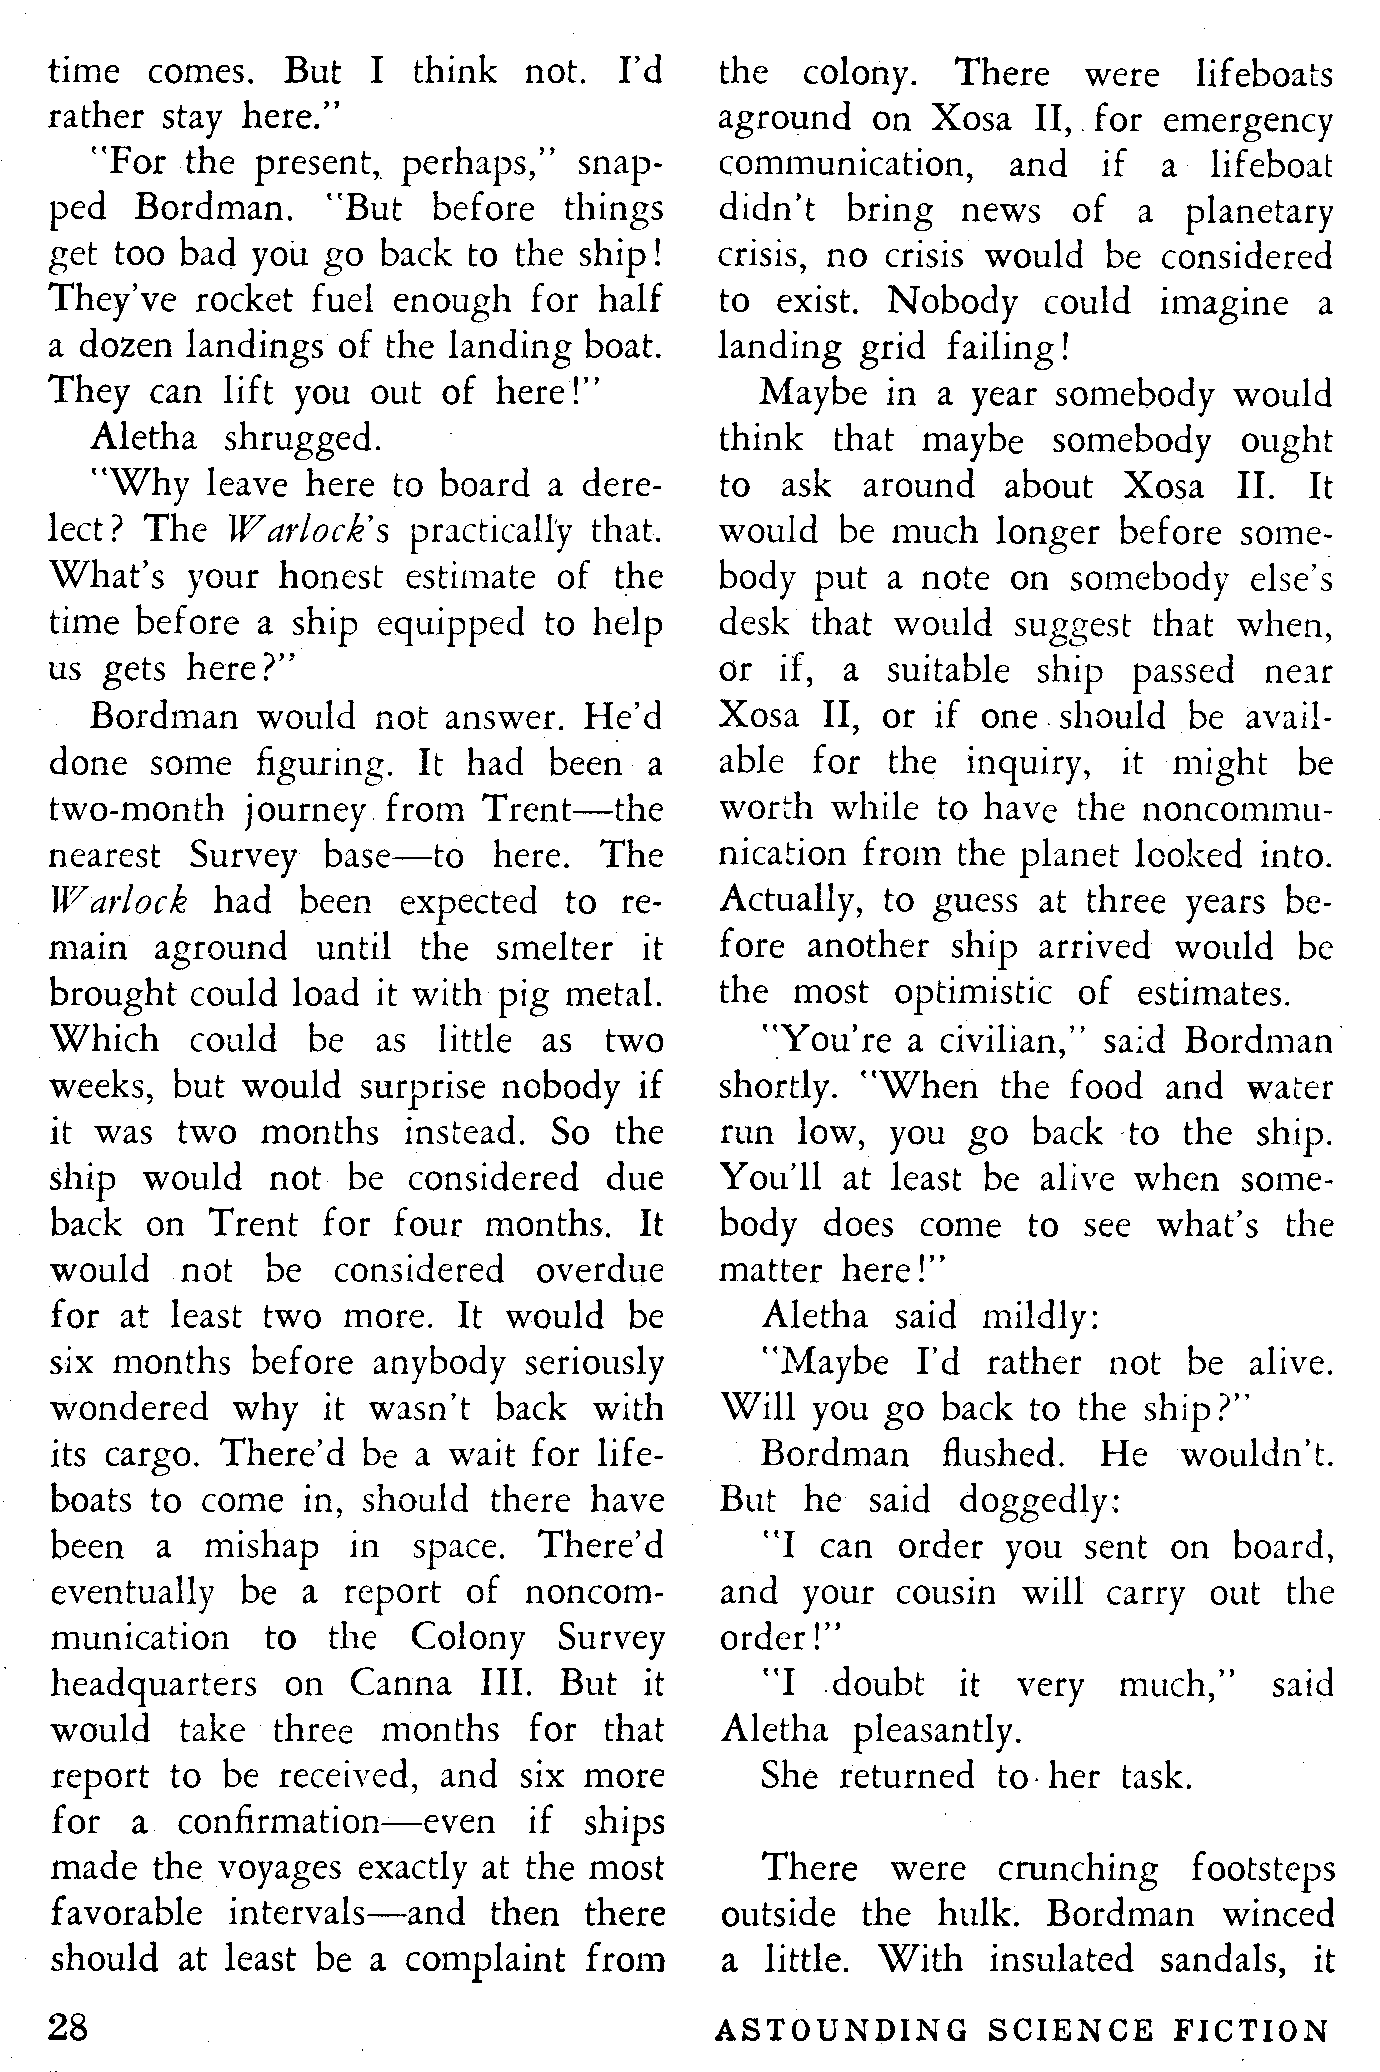 time comes. But I think not. I'd
rather stay here."
"For the present, perhaps," snap-
ped Bordman. "But before things
get too bad you go back to the ship!
They've rocket fuel enough for half
a dozen landings of the landing boat.
They can lift you out of here!"
Aletha shrugged.
"Why leave here to board a dere-
lect? The Warlock's practically that.
What's your honest estimate of the
time before a ship equipped to help
us gets here?"
Bordman would not answer. He'd
done some figuring. It had been a
two-month journey from Trent—the
nearest Survey base—to here. The
Warlock had been expected to re-
main aground until the smelter it
brought could load it with pig metal.
Which could be as little as two
weeks, but would surprise nobody if
it was two months instead. So the
ship would not be considered due
back on Trent for four months. It
would not be considered overdue
for at least two more. It would be
six months before anybody seriously
wondered why it wasn't back with
its cargo. There'd be a wait for life-
boats to come in, should there have
been a mishap in space. There'd
eventually be a report of noncom-
munication to the Colony Survey
headquarters on Canna III. But it
would take three months for that
report to be received, and six more
for a confirmation—even if ships
made the voyages exactly at the most
favorable intervals—and then there
should at least be a complaint from
the colony. There were lifeboats
aground on Xosa II, for emergency
communication, and if a lifeboat
didn't bring news of a planetary
crisis, no crisis would be considered
to exist. Nobody could imagine a
landing grid failing!
Maybe in a year somebody would
think that maybe somebody ought
to ask around about Xosa II. It
would be much longer before some-
body put a note on somebody else's
desk that would suggest that when,
or if, a suitable ship passed near
Xosa II, or if one should be avail-
able for the inquiry, it might be
worth while to have the noncommu-
nication from the planet looked into.
Actually, to guess at three years be-
fore another ship arrived would be
the most optimistic of estimates.
"You're a civilian," said Bordman
shortly. "When the food and water
run low, you go back to the ship.
You'll at least be alive when some-
body does come to see what's the
matter here!"
Aletha said mildly:
"Maybe I'd rather not be alive.
Will you go back to the ship?"
Bordman flushed. He wouldn't.
But he said doggedly:
"I can order you sent on board,
and your cousin will carry out the
order!"
"I doubt it very much," said
Aletha pleasantly.
She returned to her task.
There were crunching footsteps
outside the hulk. Bordman winced
a little. With insulated sandals, it
28
ASTOUNDING SCIENCE FICTION